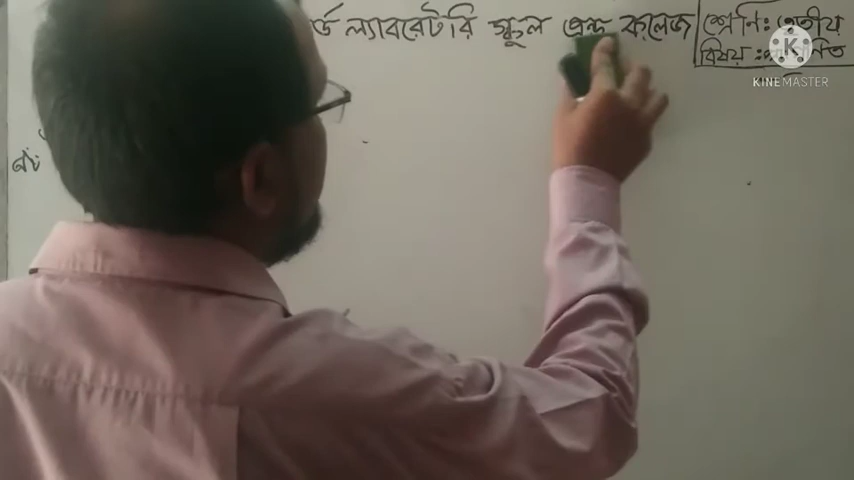 ল্যাবরেটরি স্কুল এন্ড কলেজ
শ্রেণি: তৃতীয়
বিষয় :
KINEMASTER
নং